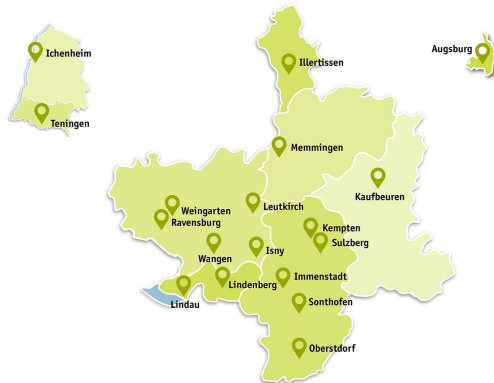 Augsburg
Ichenheim
Illertissen
Teningen
Memmingen
Kaufbeuren
Leutkirch
Weingarten
Ravensburg
Kempten
Sulzberg
Isny
Wangen
Immenstadt
Lindenberg
Sonthofen
Lindau
Oberstdorf